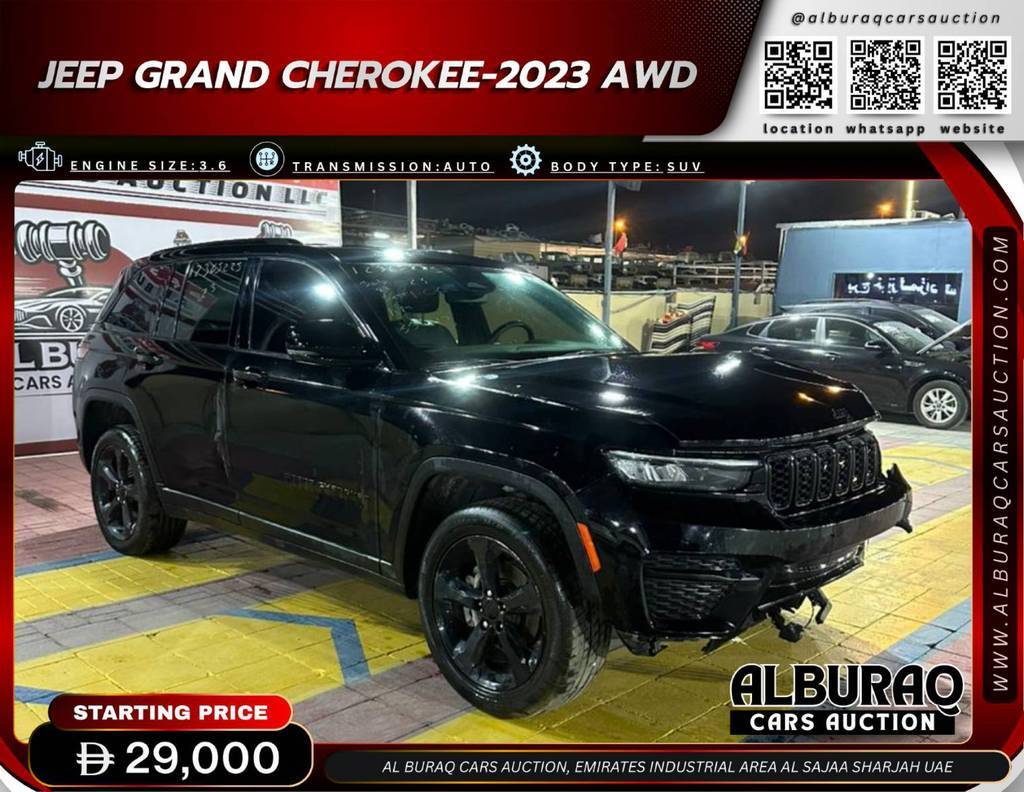 @alburaqcarsauction
JEEP GRAND CHEROKEE-2023 AWD
location whatsapp website
ENGINE SIZE:3.6 TRANSMISSION:AUTO BODY TYPE: SUV
AUCTION LLC
ALBU
CARS A
WWW.ALBURAQCARSAUCTION.COM
ALBURAQ
CARS AUCTION
STARTING PRICE
29,000
AL BURAQ CARS AUCTION, EMIRATES INDUSTRIAL AREA AL SAJAA SHARJAH UAE